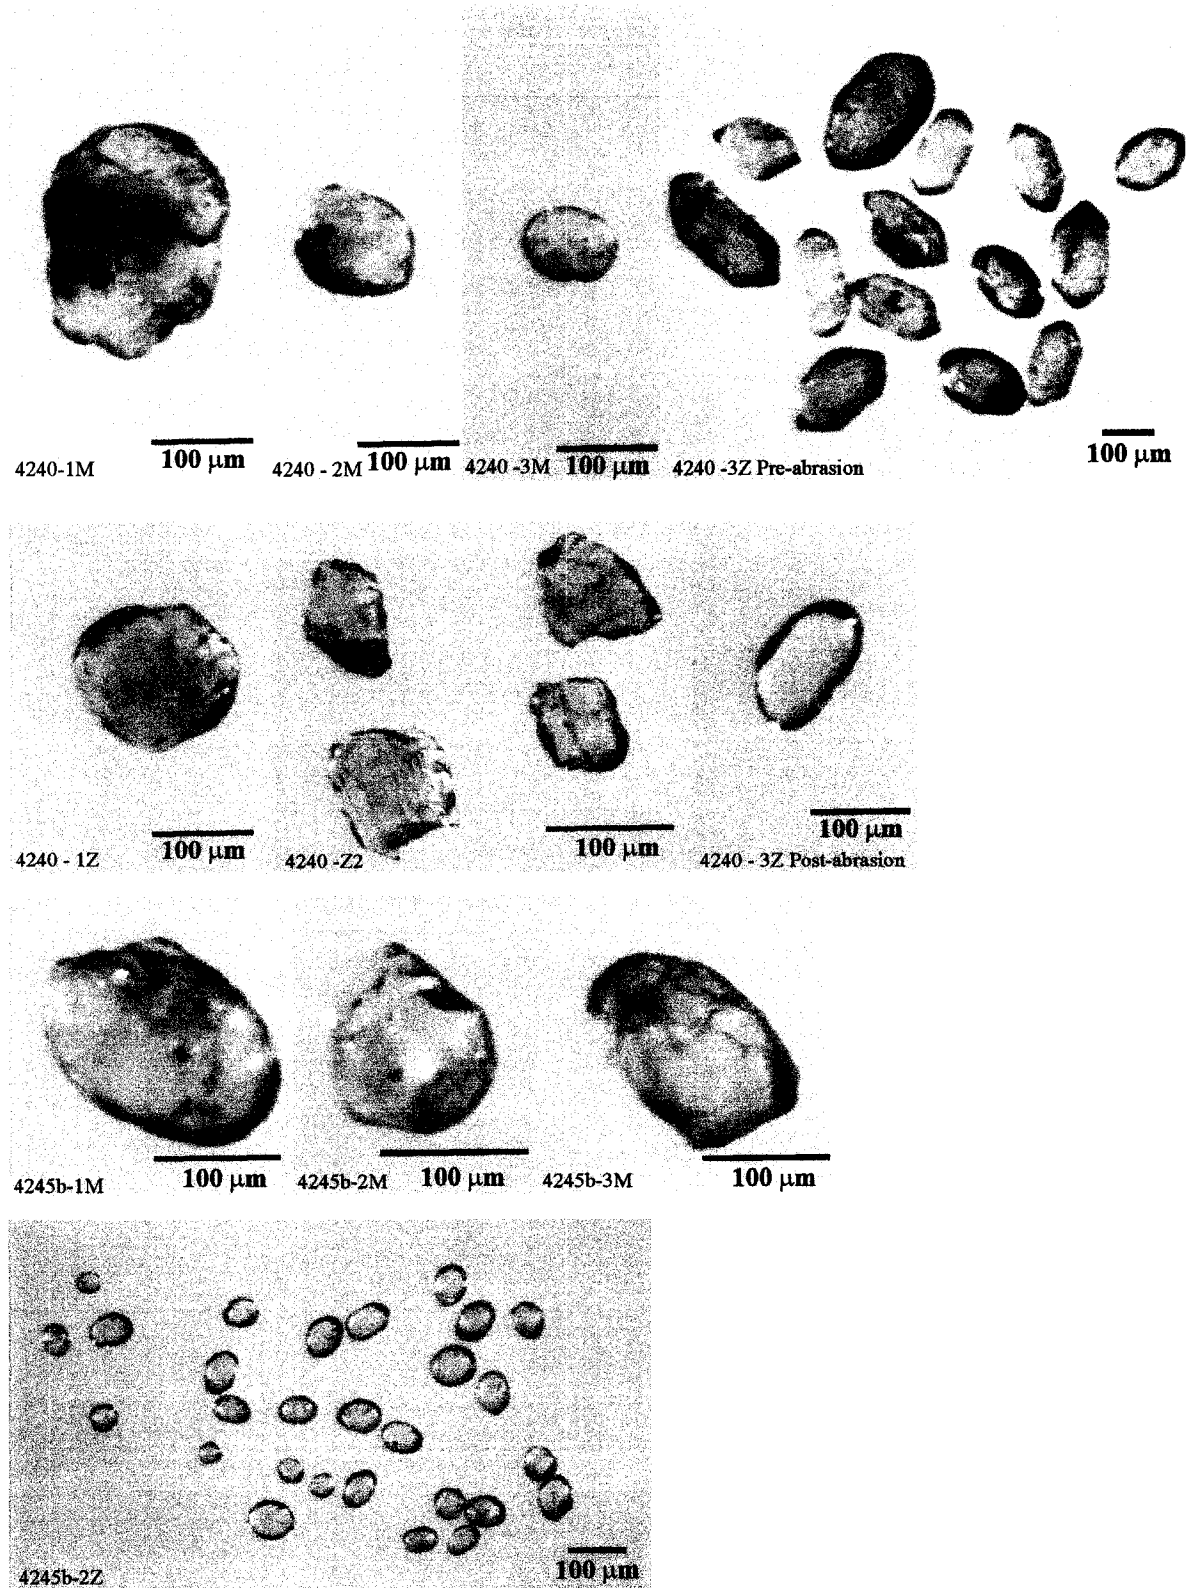 100 μm
4240-1M
100 μm
4240 - 2M
100 μm
4240 -3M
100 μm
4240 -3Z Pre-abrasion
100 μm
4240 - 1Z
4240 -Z2
100 μm
100 μm
4240 - 3Z Post-abrasion
100 μm
4245b-1M
100 μm
4245b-2M
100 μm
4245b-3M
100 μm
4245b-2Z